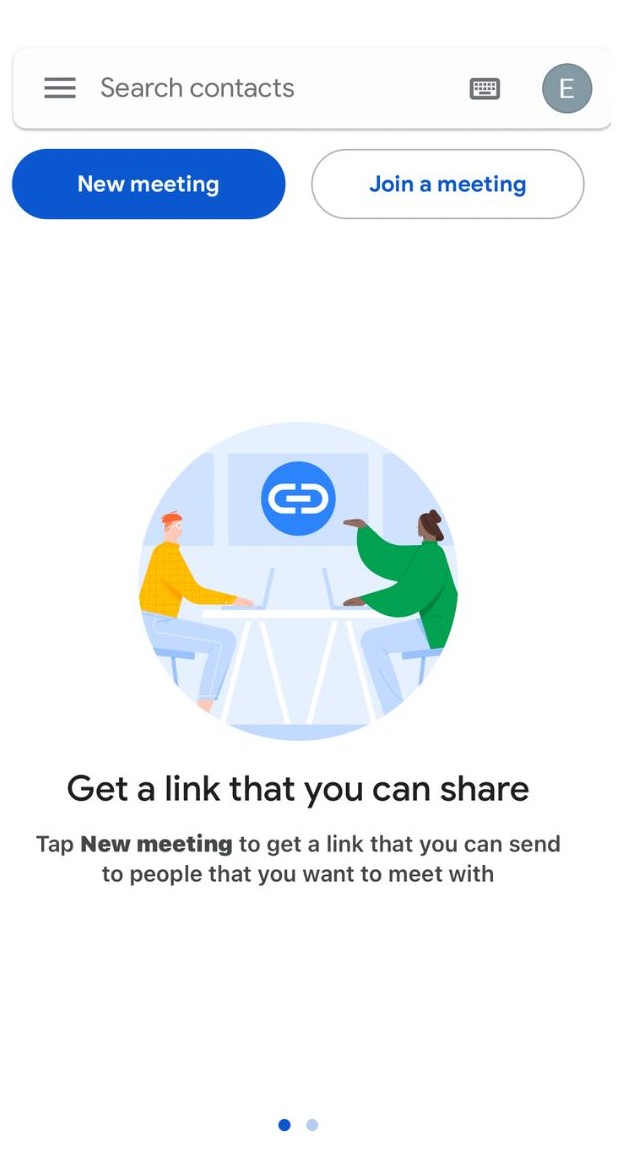 Search contacts
E
New meeting
Join a meeting
Get a link that you can share
Tap New meeting to get a link that you can send
to people that you want to meet with